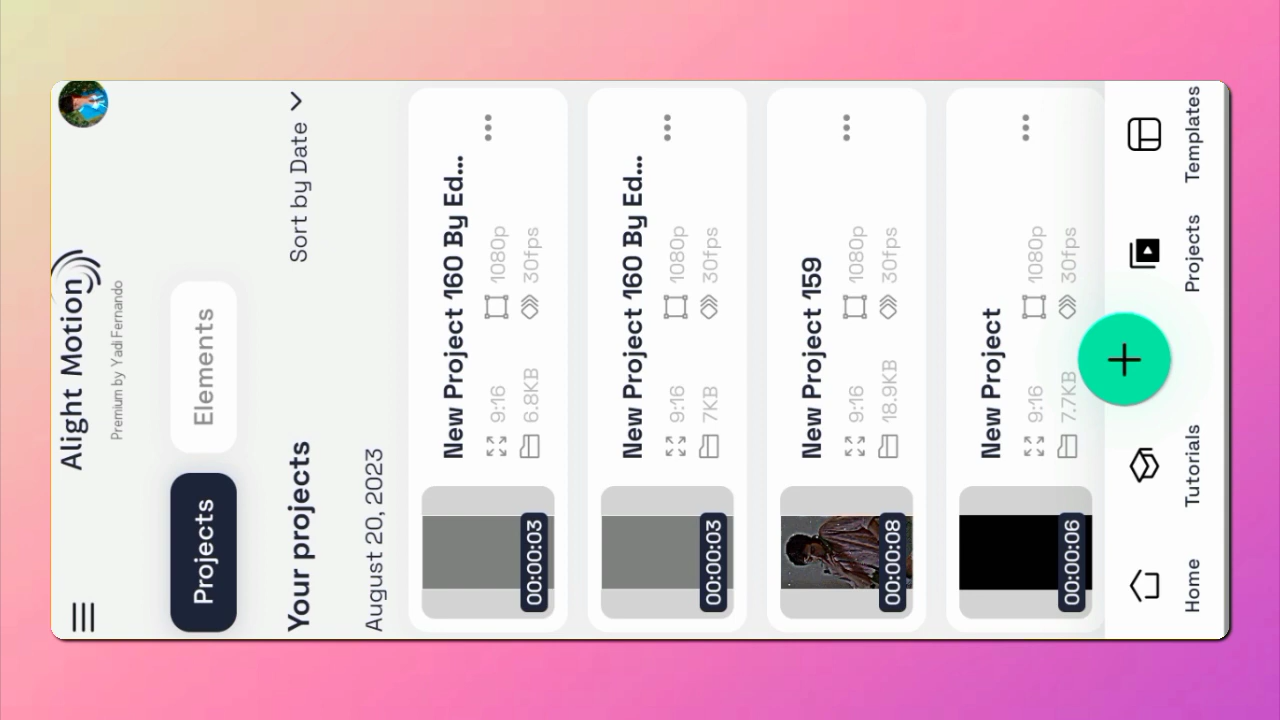 Alight Motion
Premium by Yadi Fernando
Projects
Elements
Your projects
Sort by Date
August 20, 2023
New Project 160 By Ed...
9:16
1080p
6.8KB
30fps
00:00:03
New Project 160 By Ed...
9:16
1080p
7KB
30fps
00:00:03
New Project 159
9:16
1080p
18.9KB
30fps
00:00:08
New Project
9:16
1080p
7.7KB
30fps
00:00:06
Home
Tutorials
Projects
Templates